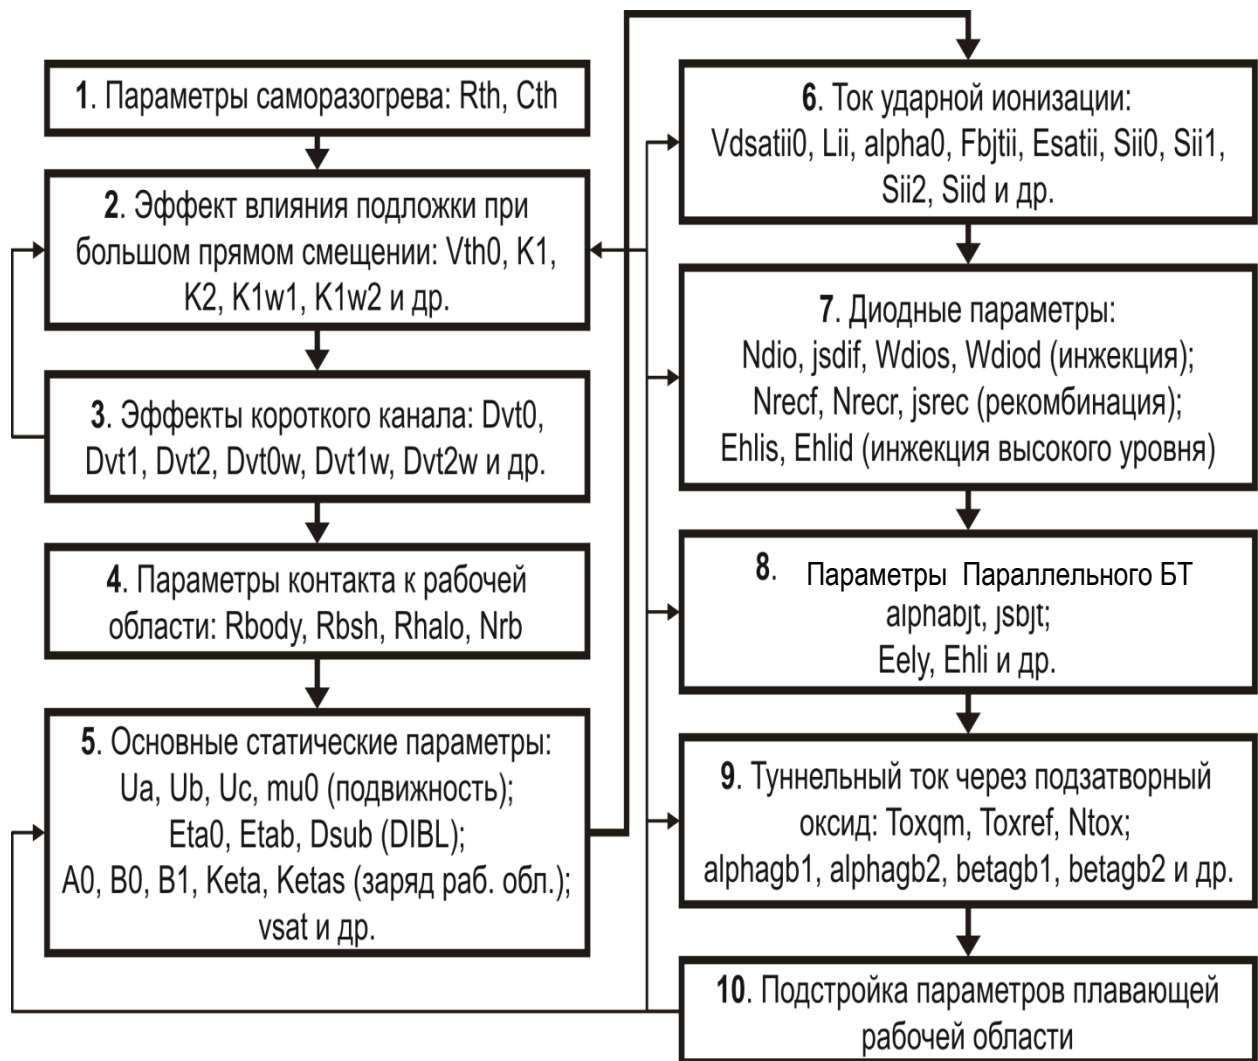 1. Параметры саморазогрева: Rth, Cth
2. Эффект влияния подложки при
большом прямом смещении: Vth0, K1,
K2, K1w1, K1w2 и др.
3. Эффекты короткого канала: Dvt0,
Dvt1, Dvt2, Dvt0w, Dvt1w, Dvt2w и др.
4. Параметры контакта к рабочей
области: Rbody, Rbsh, Rhalo, Nrb
5. Основные статические параметры:
Ua, Ub, Uc, mu0 (подвижность);
Eta0, Etab, Dsub (DIBL);
A0, B0, B1, Keta, Ketas (заряд раб. обл.);
vsat и др.
6. Ток ударной ионизации:
Vdsatii0, Lii, alpha0, Fbjtii, Esatii, Sii0, Sii1,
Sii2, Siid и др.
7. Диодные параметры:
Ndio, jsdif, Wdios, Wdiod (инжекция);
Nrecf, Nrecr, jsrec (рекомбинация);
Ehlis, Ehlid (инжекция высокого уровня)
8. Параметры Параллельного БТ
alphabjt, jsbjt;
Eely, Ehli и др.
9. Туннельный ток через подзатворный
оксид: Toxqm, Toxref, Ntox;
alphagb1, alphagb2, betagb1, betagb2 и др.
10. Подстройка параметров плавающей
рабочей области